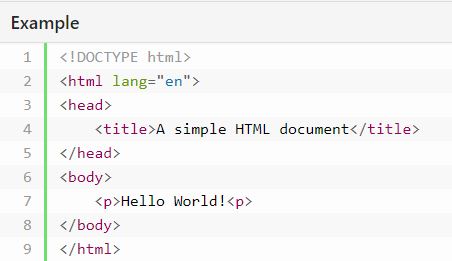 Example
1 <!DOCTYPE html>
2 <html lang="en">
3 <head>
4     <title>A simple HTML document</title>
5 </head>
6 <body>
7     <p>Hello World!<p>
8 </body>
9 </html>